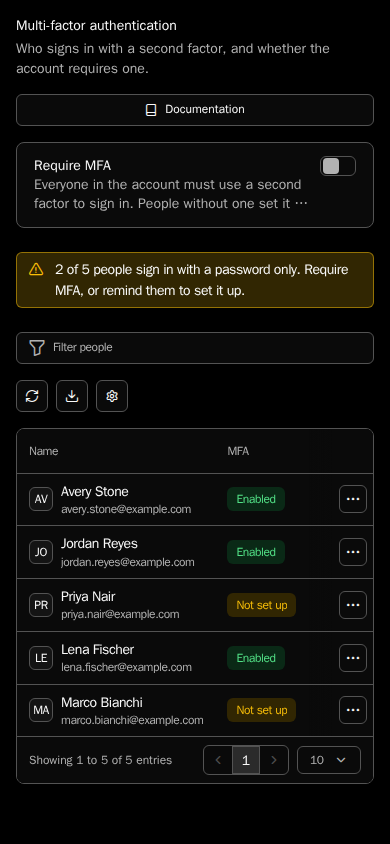 Multi-factor authentication
Who signs in with a second factor, and whether the
account requires one.
Documentation
Require MFA
Everyone in the account must use a second
factor to sign in. People without one set it ···
2 of 5 people sign in with a password only. Require
MFA, or remind them to set it up.
Filter people
Name MFA
AV Avery Stone Enabled
avery.stone@example.com
JO Jordan Reyes Enabled
jordan.reyes@example.com
PR Priya Nair Not set up
priya.nair@example.com
LE Lena Fischer Enabled
lena.fischer@example.com
MA Marco Bianchi Not set up
marco.bianchi@example.com
Showing 1 to 5 of 5 entries 1 10